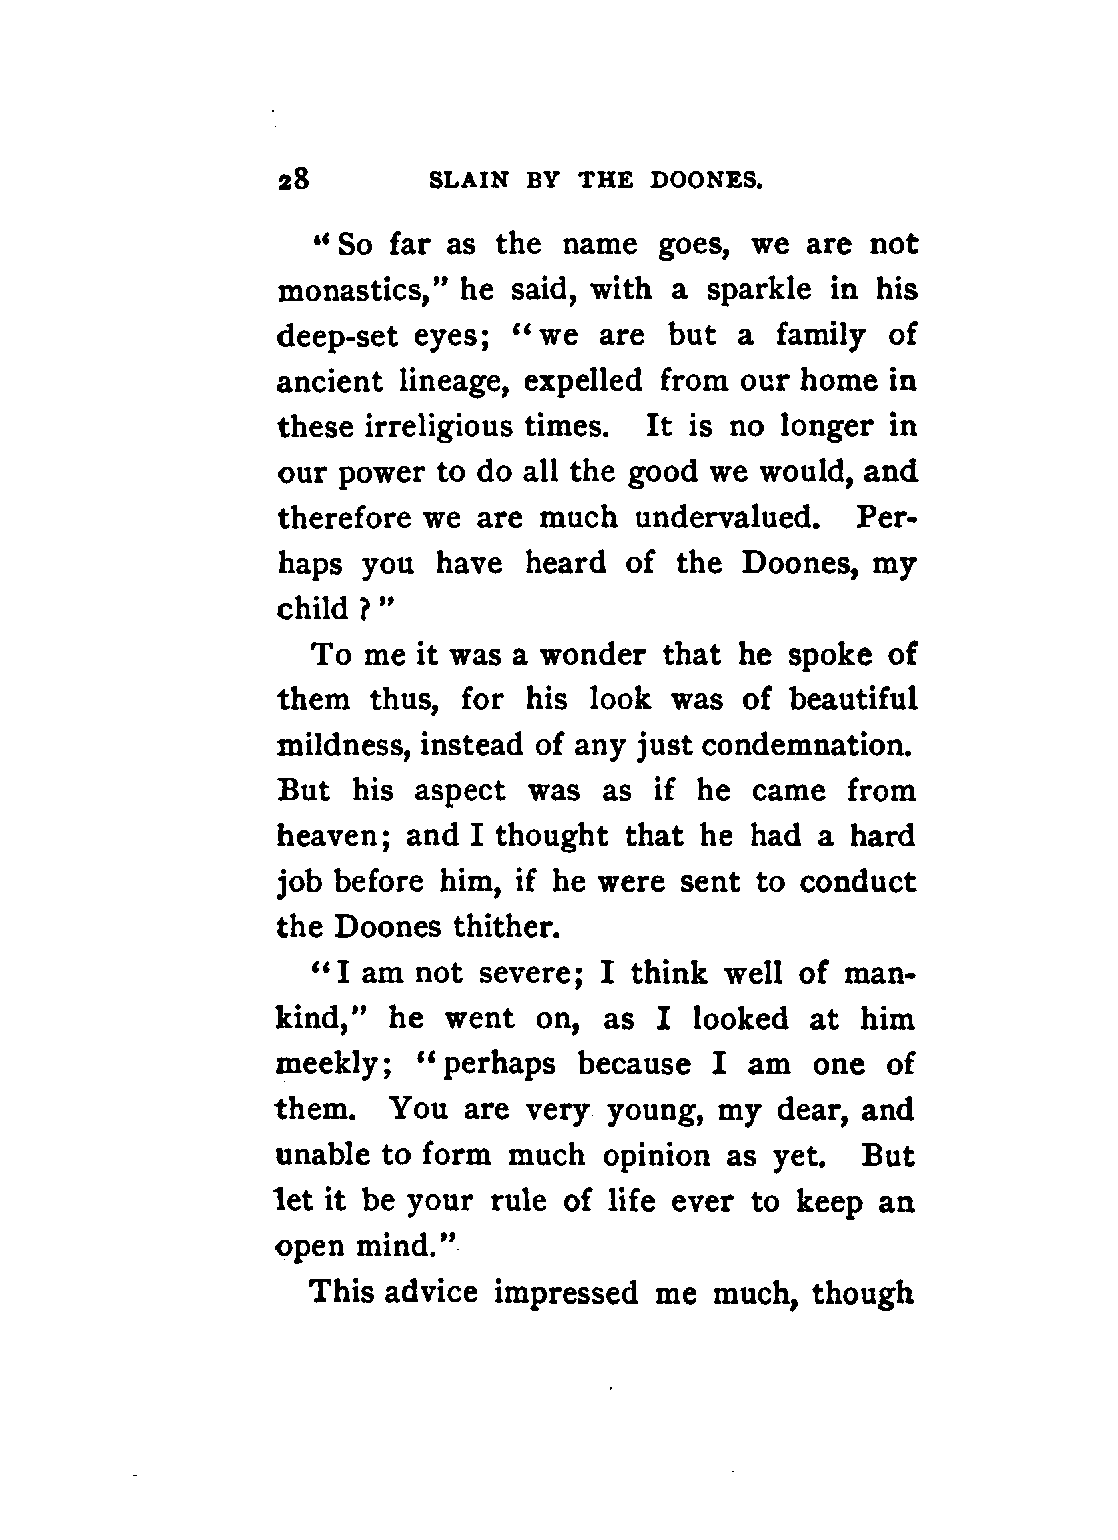 28 SLAIN BY THE DOONES.
“So far as the name goes, we are not
monastics,” he said, with a sparkle in his
deep-set eyes; “we are but a family of
ancient lineage, expelled from our home in
these irreligious times. It is no longer in
our power to do all the good we would, and
therefore we are much undervalued. Per-
haps you have heard of the Doones, my
child?”
To me it was a wonder that he spoke of
them thus, for his look was of beautiful
mildness, instead of any just condemnation.
But his aspect was as if he came from
heaven; and I thought that he had a hard
job before him, if he were sent to conduct
the Doones thither.
“I am not severe; I think well of man-
kind,” he went on, as I looked at him
meekly; “perhaps because I am one of
them. You are very young, my dear, and
unable to form much opinion as yet. But
let it be your rule of life ever to keep an
open mind.”
This advice impressed me much, though